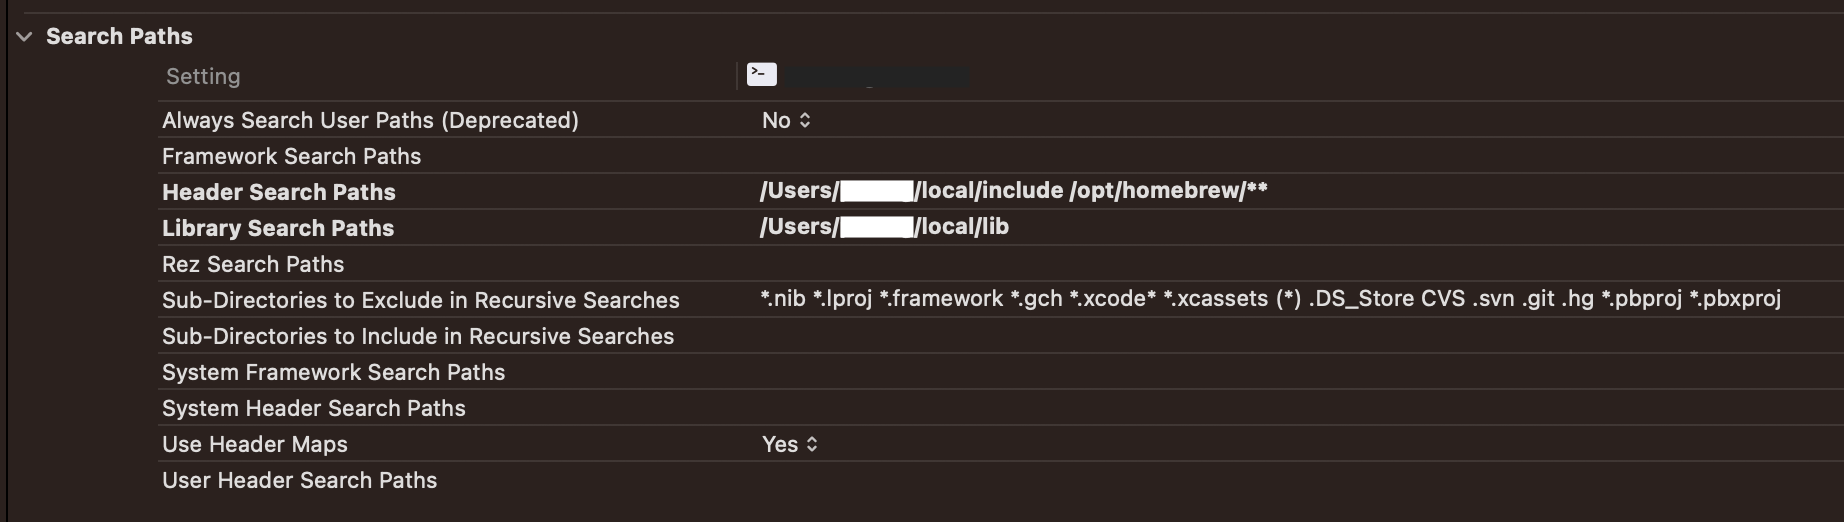 Search Paths
Setting
Always Search User Paths (Deprecated) No
Framework Search Paths
Header Search Paths /Users/ /local/include /opt/homebrew/**
Library Search Paths /Users/ /local/lib
Rez Search Paths
Sub-Directories to Exclude in Recursive Searches *.nib *.lproj *.framework *.gch *.xcode* *.xcassets (*) .DS_Store CVS .svn .git .hg *.pbproj *.pbxproj
Sub-Directories to Include in Recursive Searches
System Framework Search Paths
System Header Search Paths
Use Header Maps Yes
User Header Search Paths